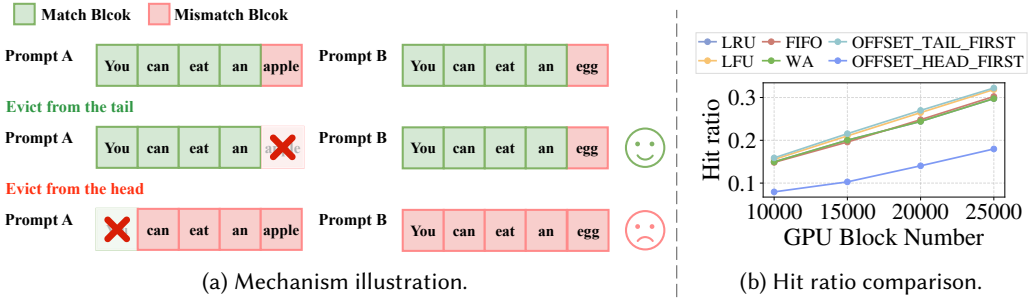 Match Blcok Mismatch Blcok
Prompt A You can eat an apple Prompt B You can eat an egg
Evict from the tail
Prompt A You can eat an Prompt B You can eat an egg
Evict from the head
Prompt A can eat an apple Prompt B You can eat an egg
(a) Mechanism illustration.
LRU FIFO OFFSET_TAIL_FIRST
LFU WA OFFSET_HEAD_FIRST
Hit ratio
0.3
0.2
0.1
10000 15000 20000 25000
GPU Block Number
(b) Hit ratio comparison.